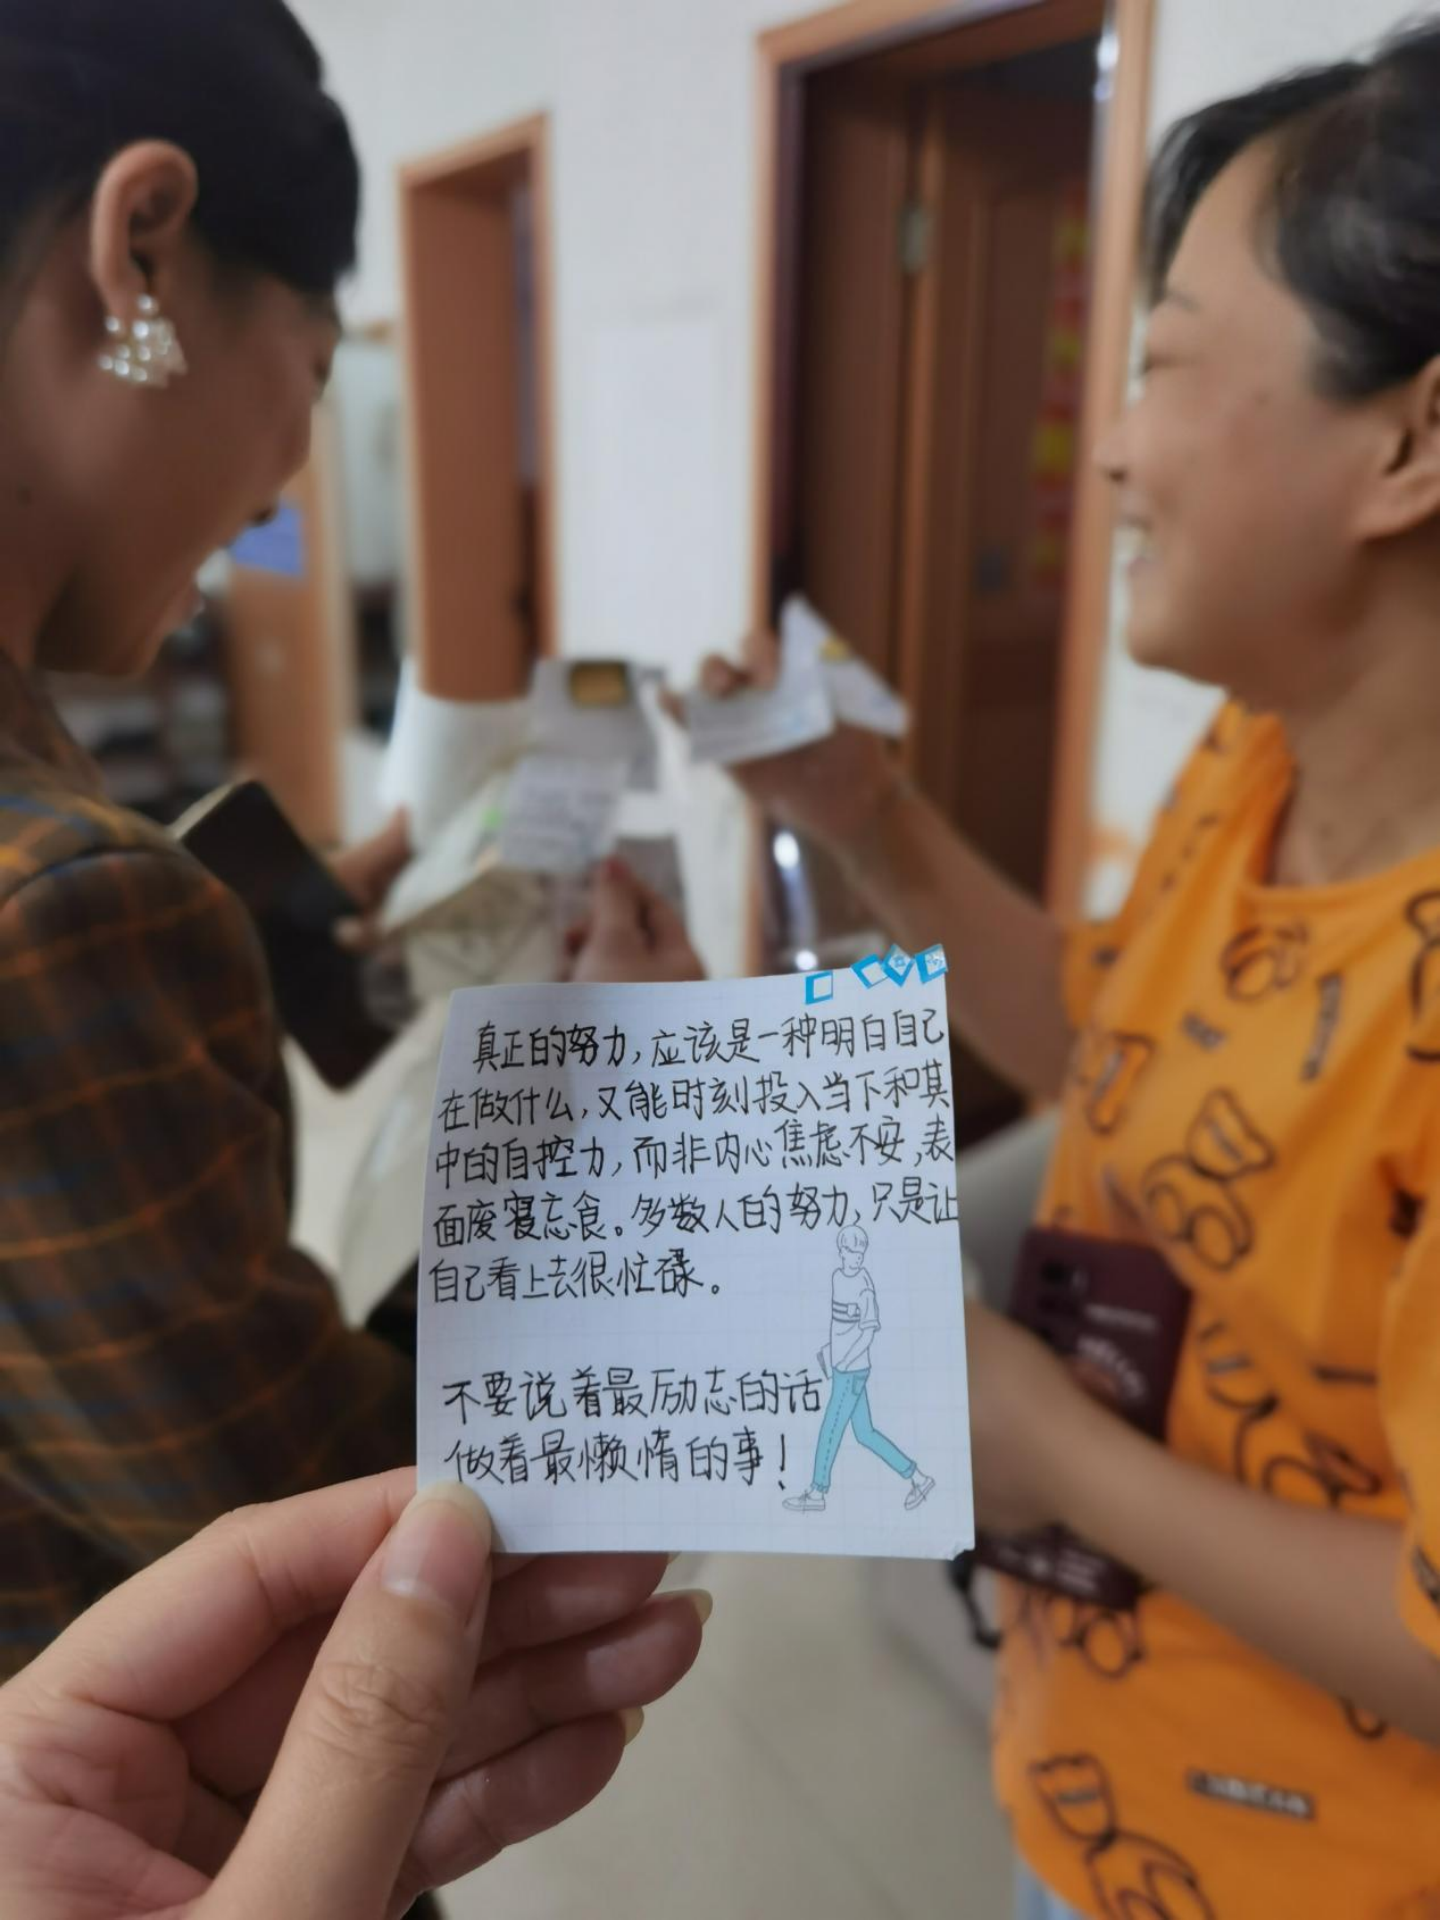 真正的努力,应该是一种明白自己
在做什么,又能时刻投入当下和其
中的自控力,而非内心焦虑不安,表
面废寝忘食。多数人的努力,只是让
自己看上去很忙碌。
不要说着最励志的话
做着最懒惰的事!